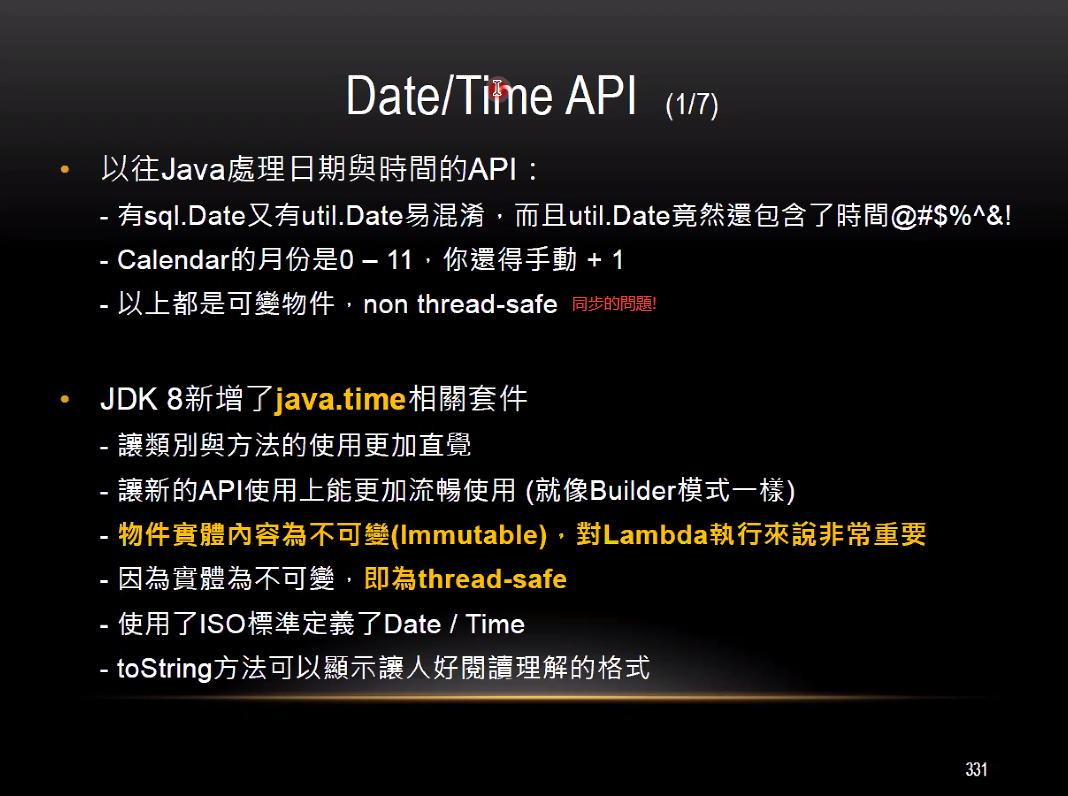 Date/Time API (1/7)
• 以往Java處理日期與時間的API：
- 有sql.Date又有util.Date易混淆，而且util.Date竟然還包含了時間@#$%^&!
- Calendar的月份是0 – 11，你還得手動 + 1
- 以上都是可變物件，non thread-safe 同步的問題!
• JDK 8新增了java.time相關套件
- 讓類別與方法的使用更加直覺
- 讓新的API使用上能更加流暢使用 (就像Builder模式一樣)
- 物件實體內容為不可變(Immutable)，對Lambda執行來說非常重要
- 因為實體為不可變，即為thread-safe
- 使用了ISO標準定義了Date / Time
- toString方法可以顯示讓人好閱讀理解的格式
331